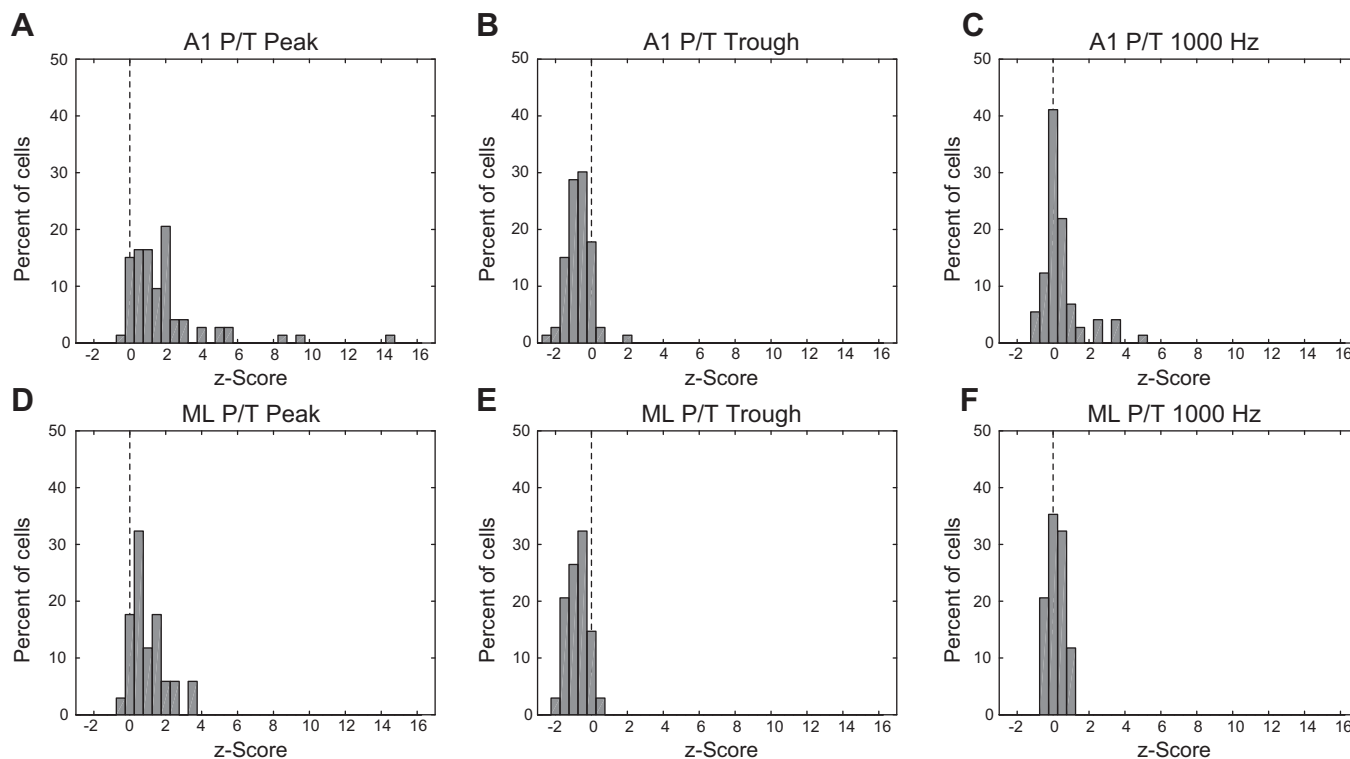 A
A1 P/T Peak
B
A1 P/T Trough
C
A1 P/T 1000 Hz
50
40
30
20
10
0
Percent of cells
-2 0 2 4 6 8 10 12 14 16
z-Score
50
40
30
20
10
0
Percent of cells
-2 0 2 4 6 8 10 12 14 16
z-Score
50
40
30
20
10
0
Percent of cells
-2 0 2 4 6 8 10 12 14 16
z-Score
D
ML P/T Peak
E
ML P/T Trough
F
ML P/T 1000 Hz
50
40
30
20
10
0
Percent of cells
-2 0 2 4 6 8 10 12 14 16
z-Score
50
40
30
20
10
0
Percent of cells
-2 0 2 4 6 8 10 12 14 16
z-Score
50
40
30
20
10
0
Percent of cells
-2 0 2 4 6 8 10 12 14 16
z-Score